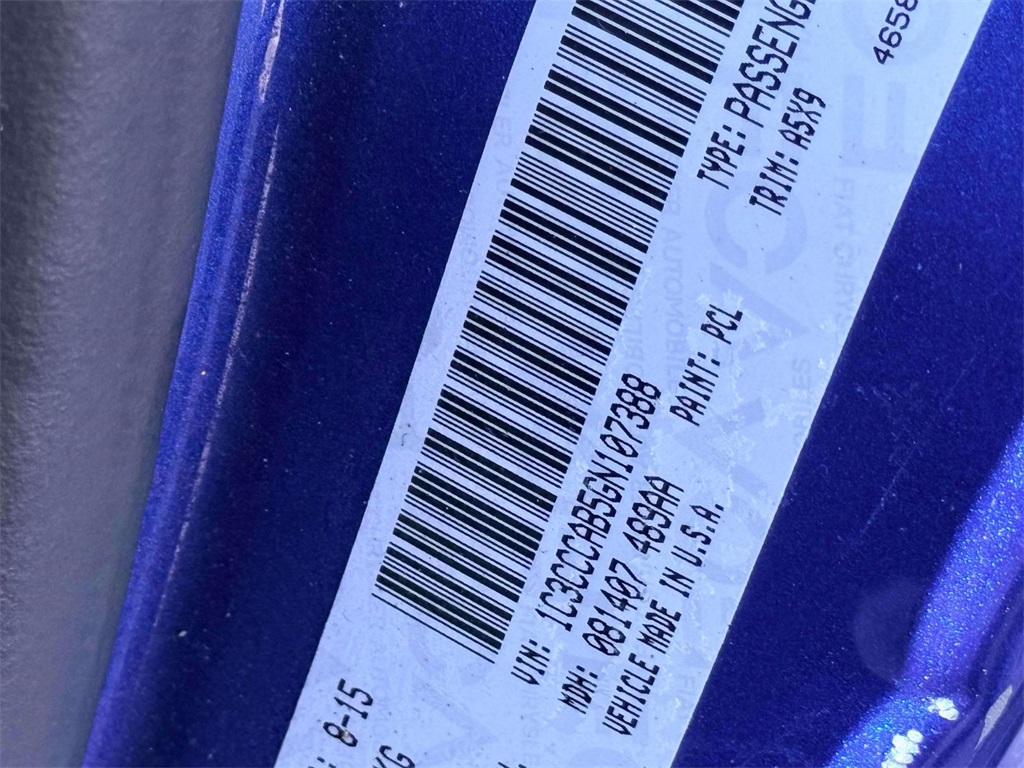 8-15
VIN: 1C3CCCAB5GN107388
TYPE: PASSENG
MDH: 081407 489AA
PAINT: PCL
TRIM: A5X9
VEHICLE MADE IN U.S.A.
4658